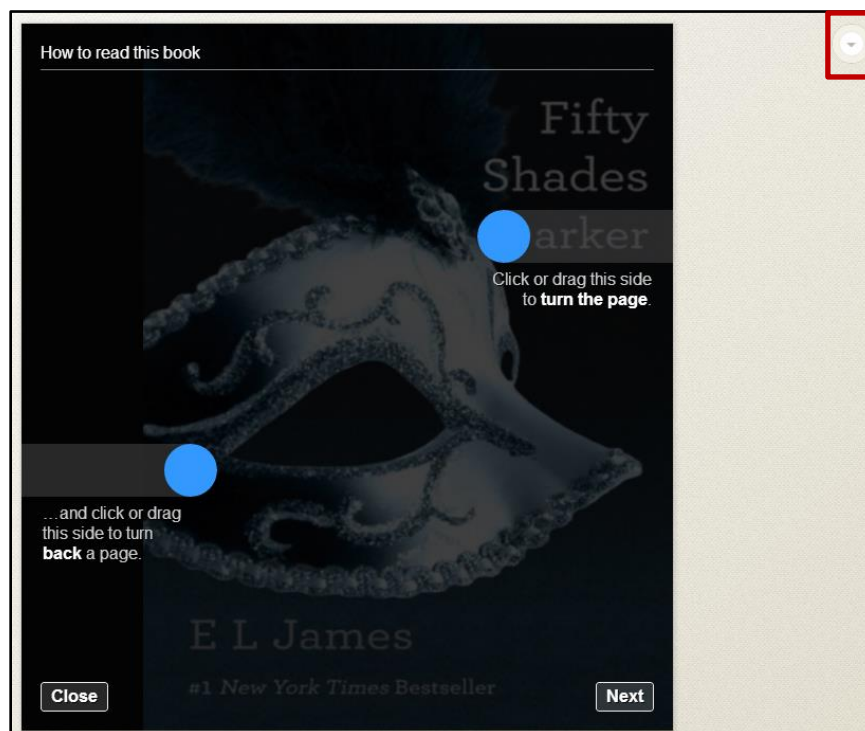 How to read this book
Fifty
Shades
arker
Click or drag this side
to turn the page.
...and click or drag
this side to turn
back a page.
E L James
#1 New York Times Bestseller
Close
Next